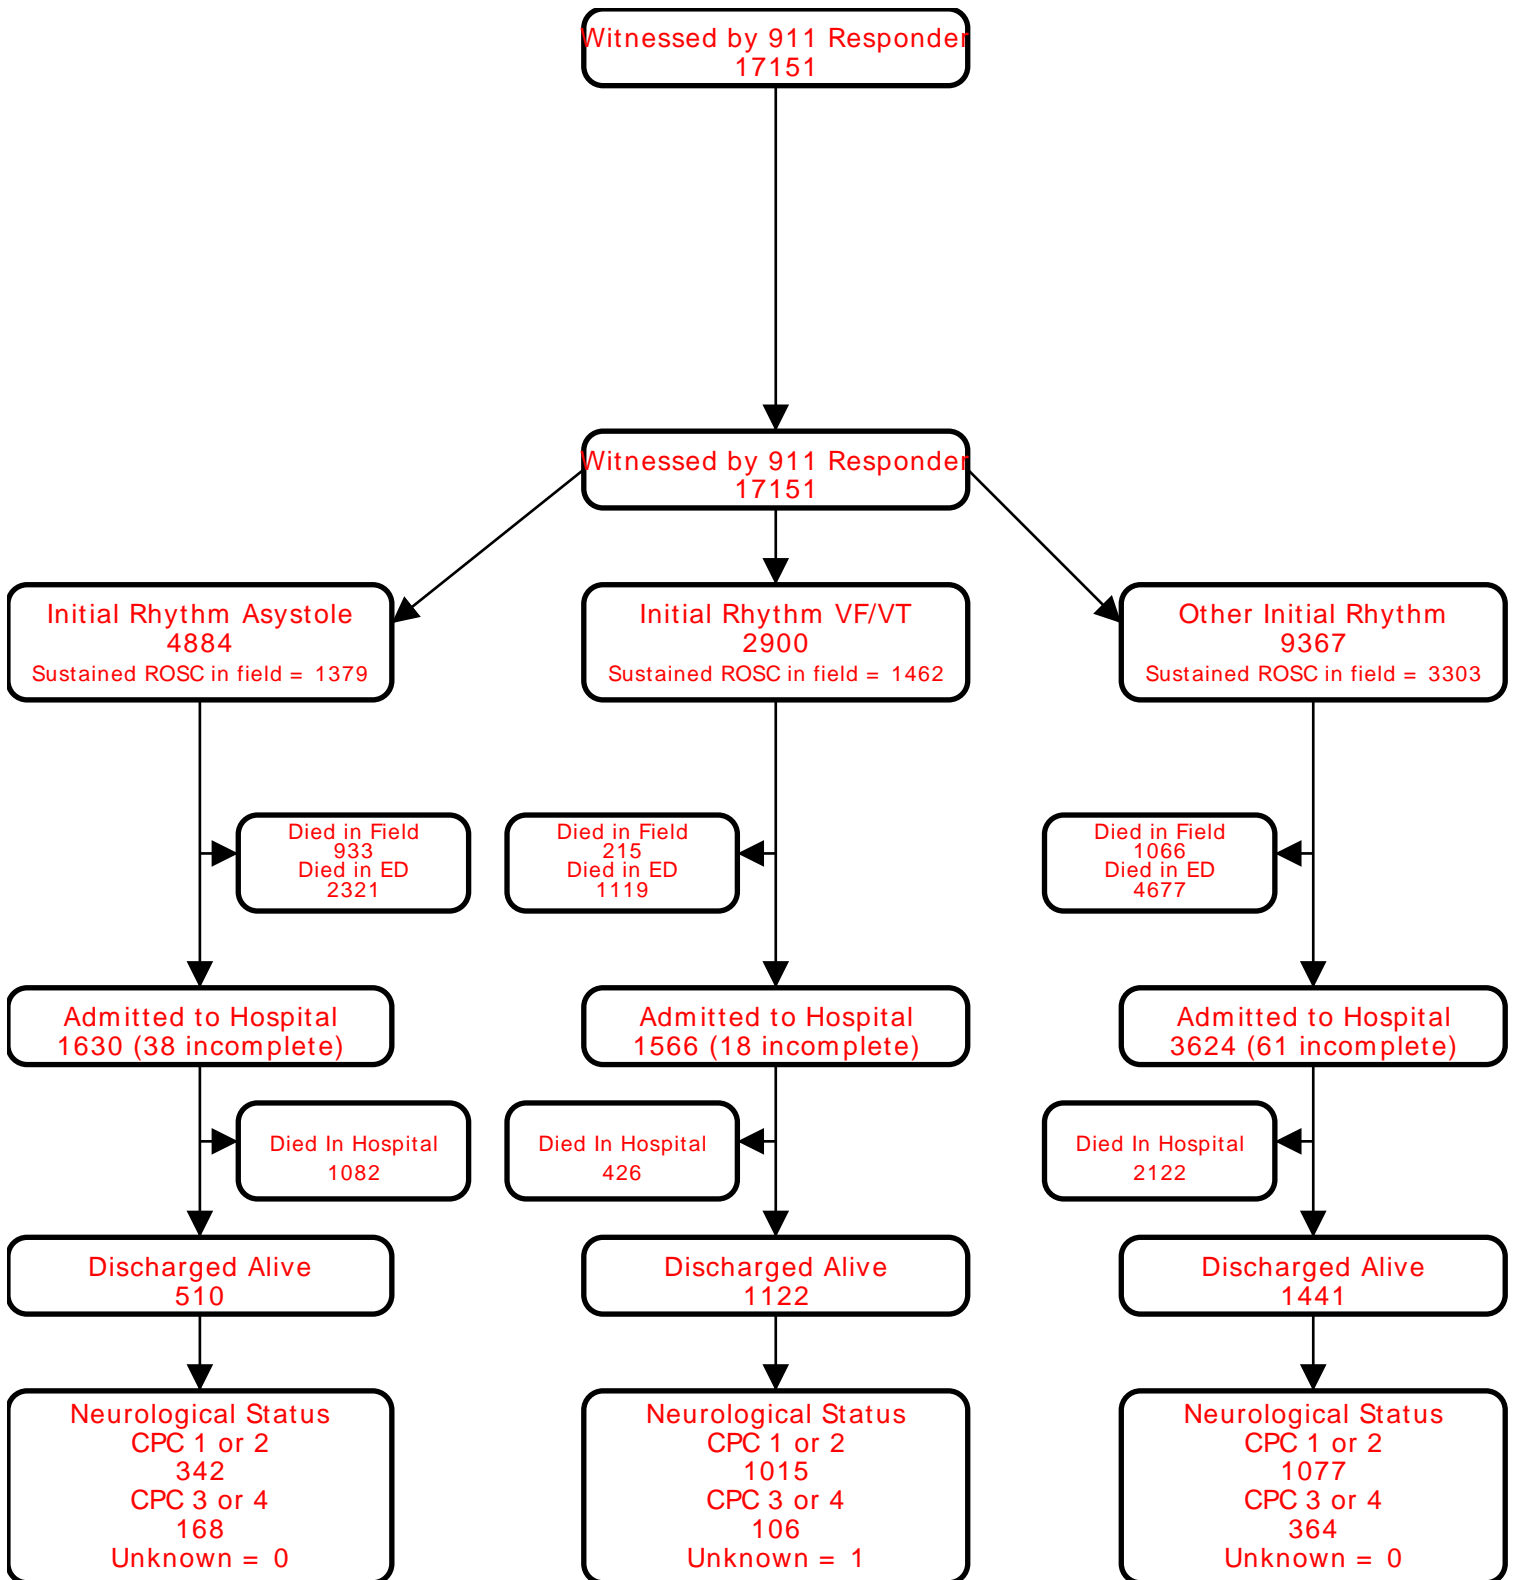 Witnessed by 911 Responder
17151
Witnessed by 911 Responder
17151
Initial Rhythm Asystole
4884
Sustained ROSC in field = 1379
Initial Rhythm VF/VT
2900
Sustained ROSC in field = 1462
Other Initial Rhythm
9367
Sustained ROSC in field = 3303
Died in Field
933
Died in ED
2321
Died in Field
215
Died in ED
1119
Died in Field
1066
Died in ED
4677
Admitted to Hospital
1630 (38 incomplete)
Admitted to Hospital
1566 (18 incomplete)
Admitted to Hospital
3624 (61 incomplete)
Died In Hospital
1082
Died In Hospital
426
Died In Hospital
2122
Discharged Alive
510
Discharged Alive
1122
Discharged Alive
1441
Neurological Status
CPC 1 or 2
342
CPC 3 or 4
168
Unknown = 0
Neurological Status
CPC 1 or 2
1015
CPC 3 or 4
106
Unknown = 1
Neurological Status
CPC 1 or 2
1077
CPC 3 or 4
364
Unknown = 0